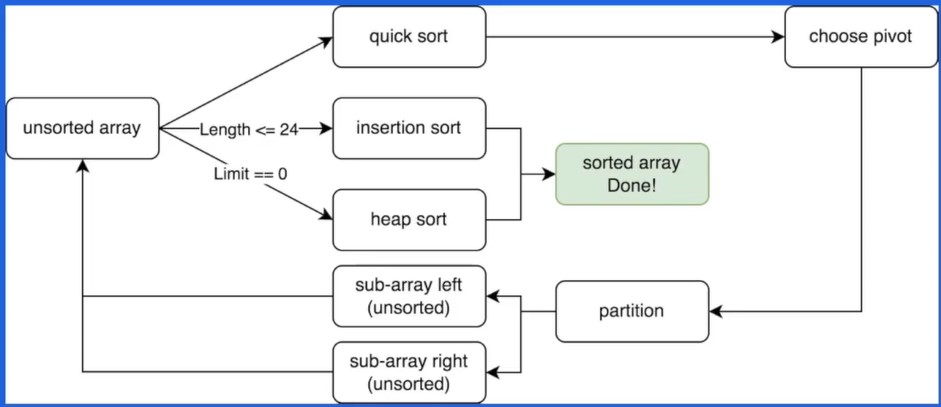 quick sort
choose pivot
unsorted array
Length <= 24
insertion sort
Limit == 0
sorted array
Done!
heap sort
sub-array left
(unsorted)
partition
sub-array right
(unsorted)